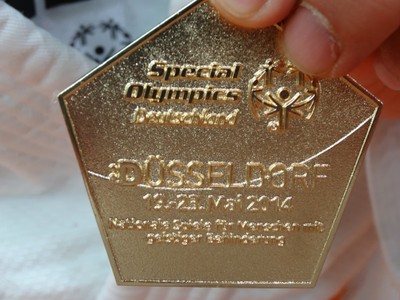 Special
Olympics
Deutschland
:DÜSSELDORF
19.-23. Mai 2014
Nationale Spiele für Menschen mit
geistiger Behinderung